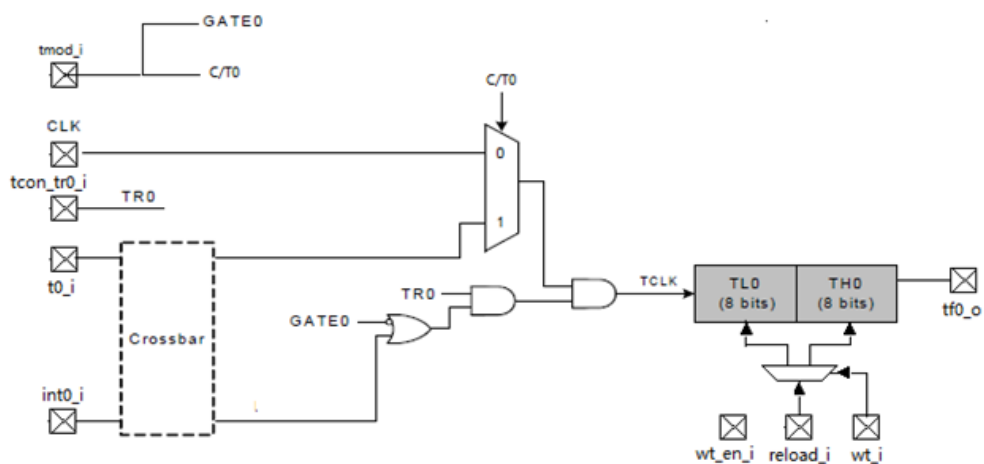 GATE0
tmod_i
C/T0
C/T0
CLK
0
tcon_tr0_i
TR0
1
t0_i
TCLK
TL0
(8 bits)
TH0
(8 bits)
TR0
tf0_o
GATE0
Crossbar
int0_i
wt_en_i
reload_i
wt_i